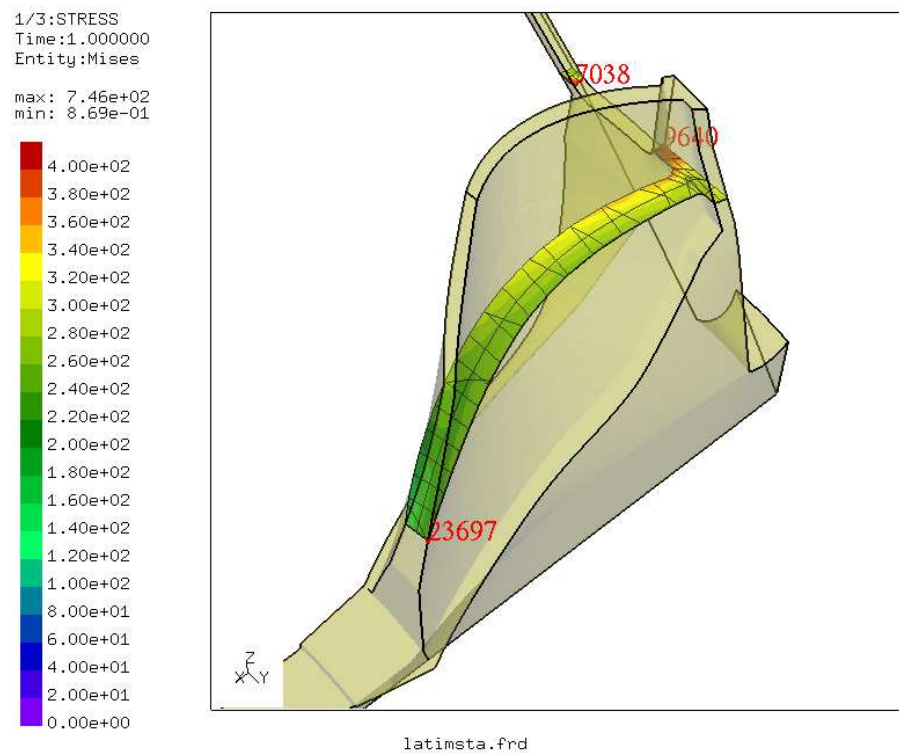 1/3:STRESS
Time:1.000000
Entity:Mises
max: 7.46e+02
min: 8.69e-01
4.00e+02
3.80e+02
3.60e+02
3.40e+02
3.20e+02
3.00e+02
2.80e+02
2.60e+02
2.40e+02
2.20e+02
2.00e+02
1.80e+02
1.60e+02
1.40e+02
1.20e+02
1.00e+02
8.00e+01
6.00e+01
4.00e+01
2.00e+01
0.00e+00
7038
9640
23697
Z
X Y
latimsta.frd